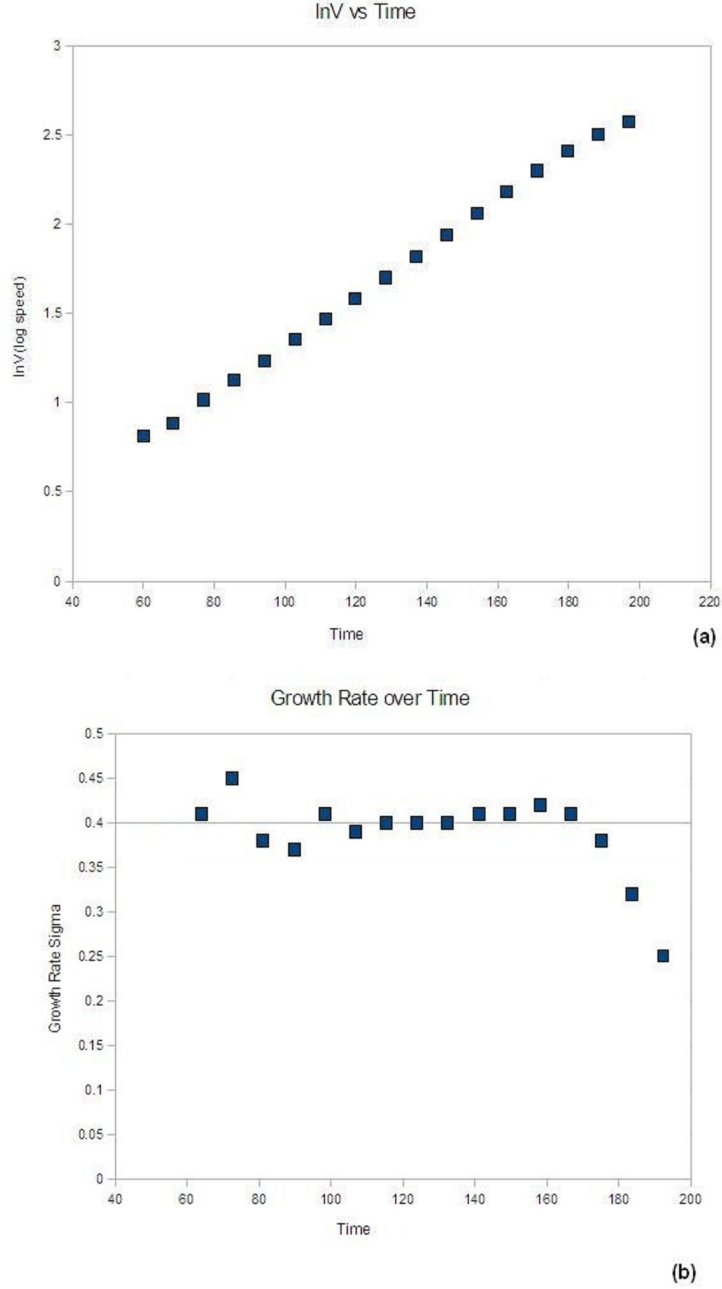 lnV vs Time
3
2.5
2
1.5
1
0.5
0
lnV(log speed)
40 60 80 100 120 140 160 180 200 220
Time
(a)
Growth Rate over Time
0.5
0.45
0.4
0.35
0.3
0.25
0.2
0.15
0.1
0.05
0
Growth Rate Sigma
40 60 80 100 120 140 160 180 200
Time
(b)